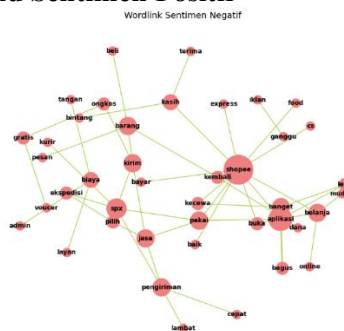 Wordlink Sentimen Negatif
beli
terima
tangan
ongkos
kasih
express
iklan
food
bintang
gratis
kurir
barang
ganggu
cs
pesan
kirim
shopee
biaya
bayar
kembali
ekspedisi
voucer
spx
kecewa
banget
belanja
admin
pilih
pakai
buka
aplikasi
dana
layan
jasa
baik
bagus
online
pengiriman
cepat
lambat